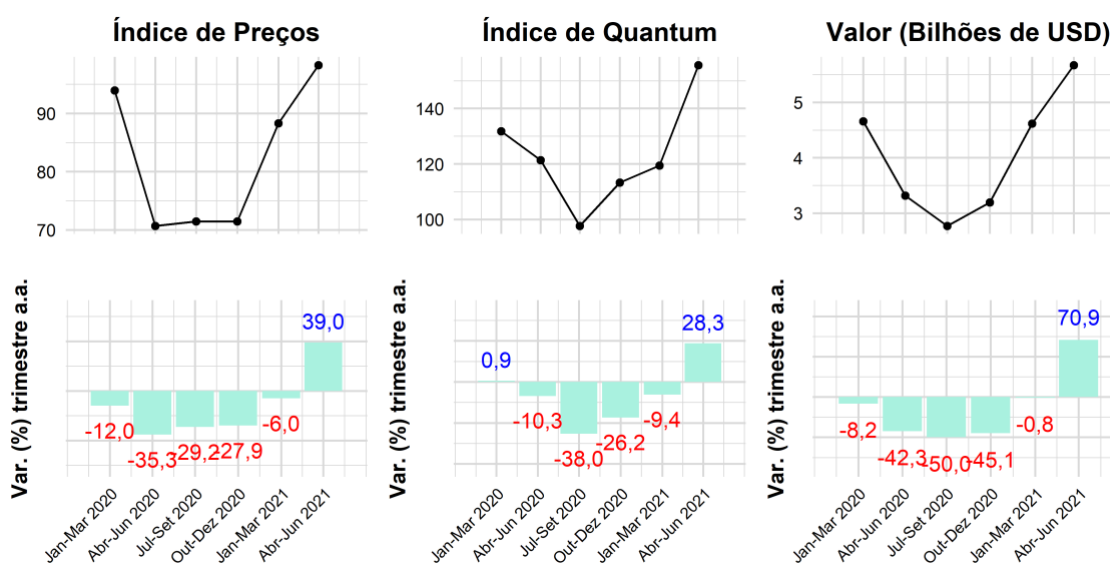 Índice de Preços
90
80
70
Índice de Quantum
140
120
100
Valor (Bilhões de USD)
5
4
3
Var. (%) trimestre a.a.
39,0
-12,0
-35,3
-29,2
-27,9
-6,0
Jan-Mar 2020
Abr-Jun 2020
Jul-Set 2020
Out-Dez 2020
Jan-Mar 2021
Abr-Jun 2021
Var. (%) trimestre a.a.
0,9
-10,3
-38,0
-26,2
-9,4
28,3
Jan-Mar 2020
Abr-Jun 2020
Jul-Set 2020
Out-Dez 2020
Jan-Mar 2021
Abr-Jun 2021
Var. (%) trimestre a.a.
-8,2
-42,3
-50,0
-45,1
-0,8
70,9
Jan-Mar 2020
Abr-Jun 2020
Jul-Set 2020
Out-Dez 2020
Jan-Mar 2021
Abr-Jun 2021